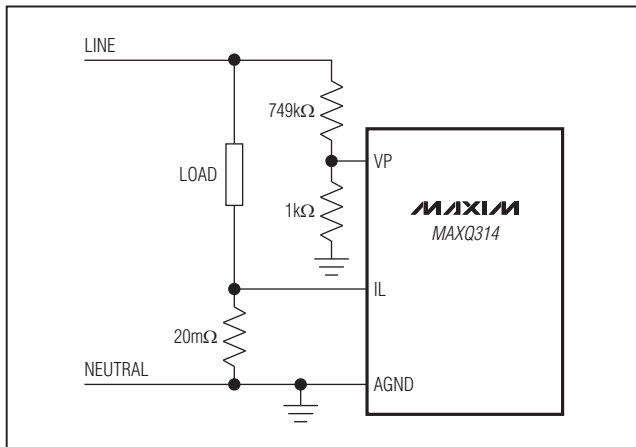 LINE
749kΩ
VP
LOAD
1kΩ
MAXIM
MAXQ314
IL
20mΩ
NEUTRAL
AGND